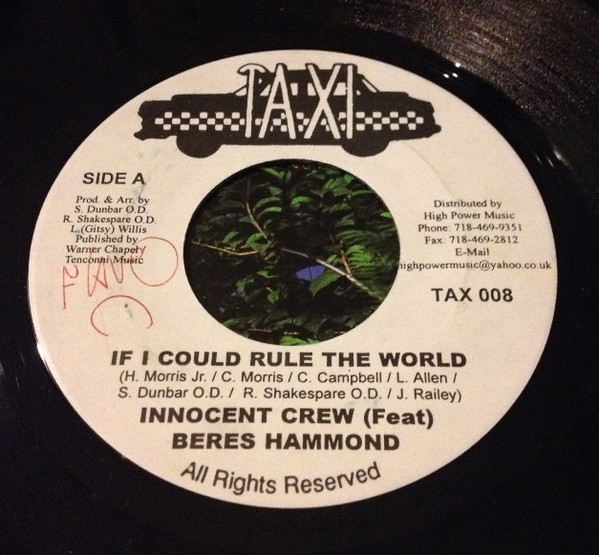 TAXI
SIDE A
Prod. & Arr. by
S. Dunbar O.D.
R. Shakespare O.D.
L.(Gitsy) Willis
Published by
Warner Chapel
Tenconni Music
Distributed by
High Power Music
Phone: 718-469-9351
Fax: 718-469-2812
E-Mail
highpowermusic@yahoo.co.uk
TAX 008
IF I COULD RULE THE WORLD
(H. Morris Jr. / C. Morris / C. Campbell / L. Allen /
S. Dunbar O.D. / R. Shakespare O.D. / J. Railey)
INNOCENT CREW (Feat)
BERES HAMMOND
All Rights Reserved